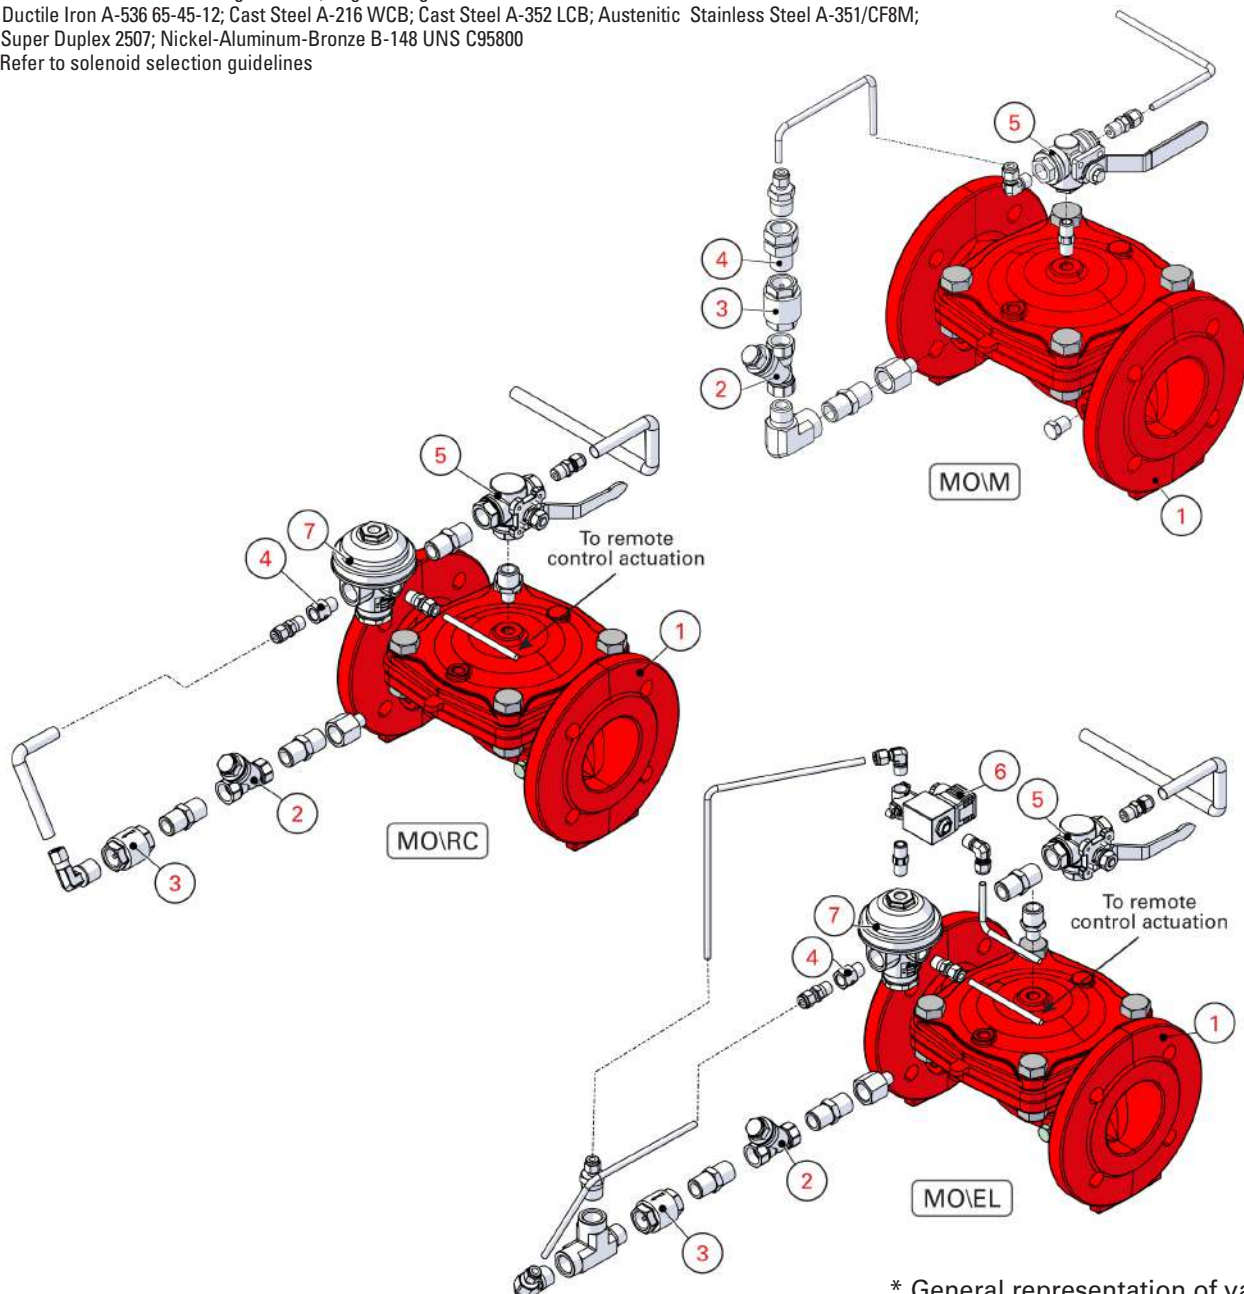 Ductile Iron A-536 65-45-12; Cast Steel A-216 WCB; Cast Steel A-352 LCB; Austenitic Stainless Steel A-351/CF8M;
Super Duplex 2507; Nickel-Aluminum-Bronze B-148 UNS C95800
Refer to solenoid selection guidelines
5
4
3
2
MO\M
1
5
7
4
To remote
control actuation
1
2
MO\RC
3
6
5
7
4
To remote
control actuation
1
2
MO\EL
3
* General representation of